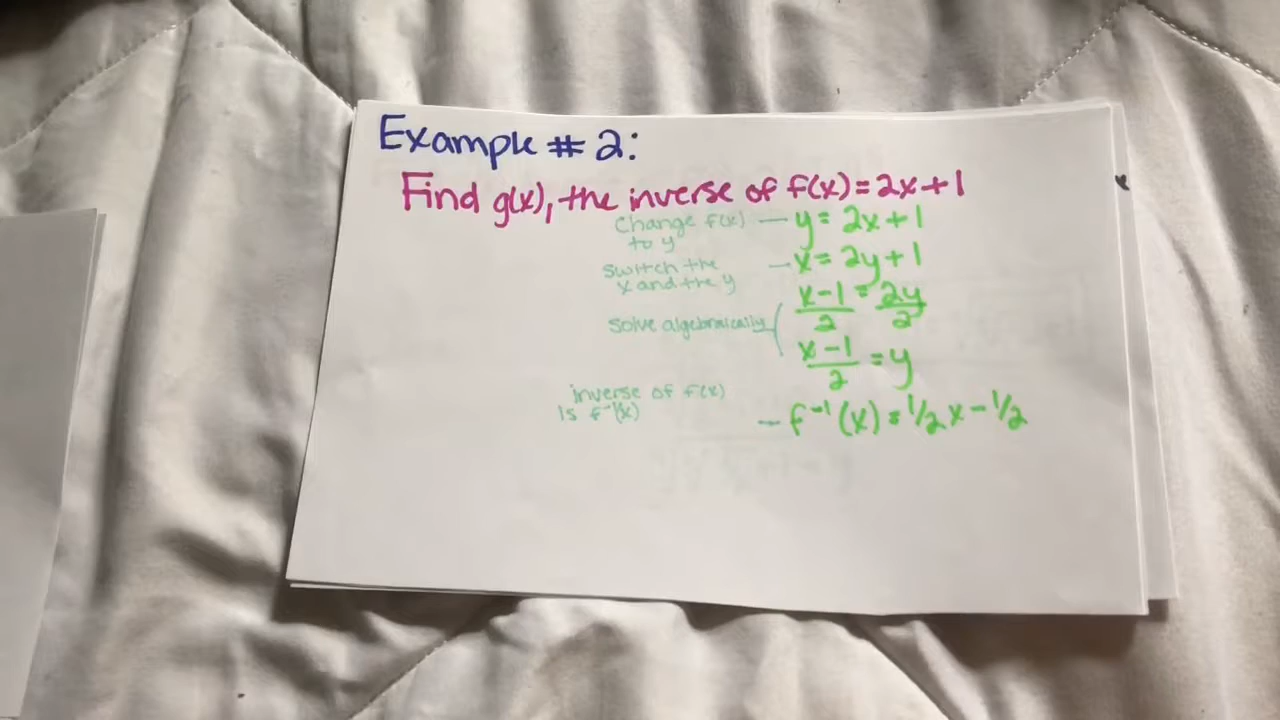 Example # 2:
Find g(x), the inverse of f(x) = 2x+1
Change f(x) — y = 2x+1
to y
switch the — x = 2y+1
x and the y
x-1/2 = 2y/2
solve algebraically
x-1/2 = y
inverse of f(x)
is f⁻¹(x) — f⁻¹(x) = 1/2 x - 1/2